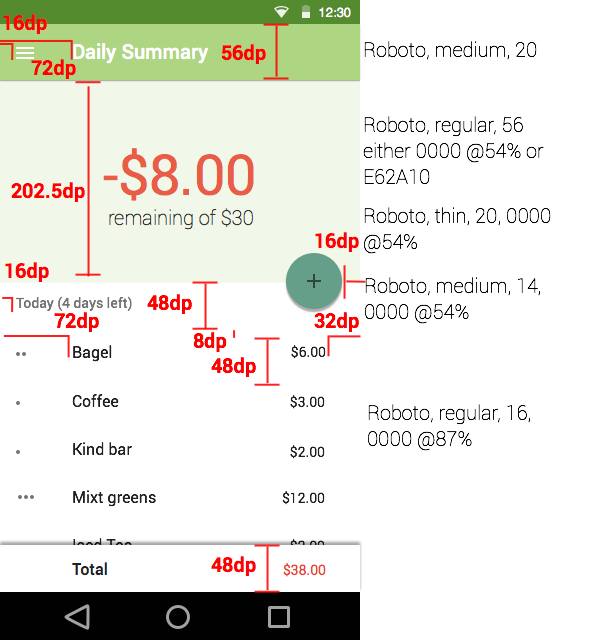 12:30
16dp
Daily Summary
56dp
Roboto, medium, 20
72dp
Roboto, regular, 56
either 0000 @54% or
E62A10
-$8.00
202.5dp
remaining of $30
Roboto, thin, 20, 0000
@54%
16dp
16dp
+
Roboto, medium, 14,
0000 @54%
Today (4 days left)
48dp
72dp
32dp
8dp
Bagel
$6.00
48dp
Coffee
$3.00
Roboto, regular, 16,
0000 @87%
Kind bar
$2.00
Mixt greens
$12.00
Iced Tea
Total
48dp
$38.00